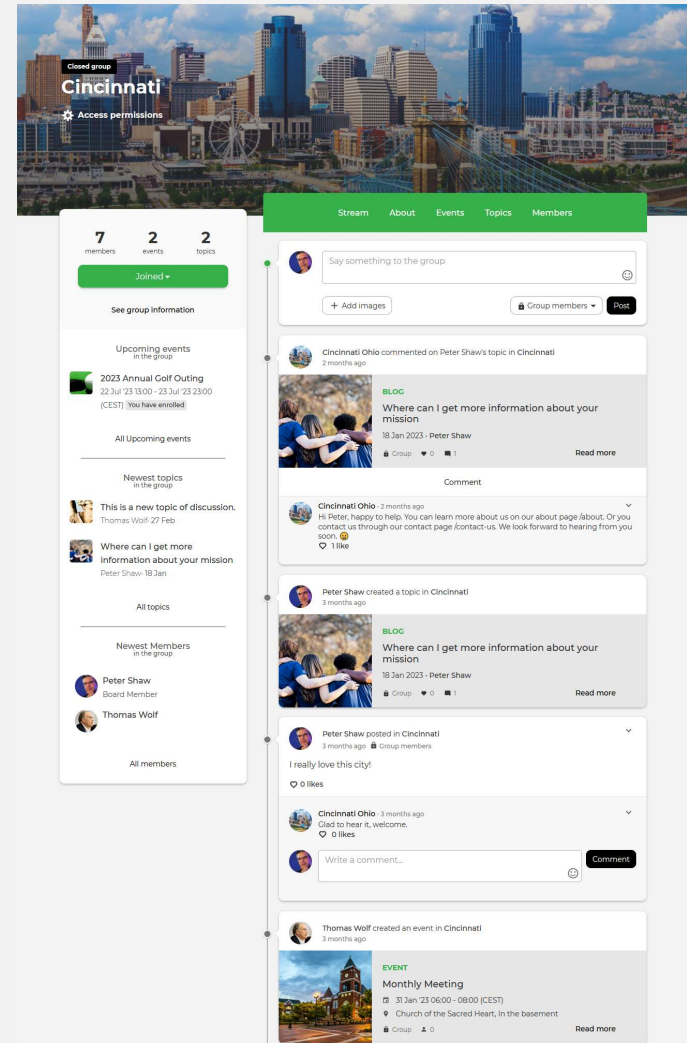 Closed group
Cincinnati
Access permissions
Stream About Events Topics Members
7 2 2
members events topics
Joined
See group information
Upcoming events
in the group
2023 Annual Golf Outing
22 Jul '23 13:00 - 23 Jul '23 23:00
(CEST) You have enrolled
All Upcoming events
Newest topics
in the group
This is a new topic of discussion.
Thomas Wolf- 27 Feb
Where can I get more
information about your mission
Peter Shaw- 18 Jan
All topics
Newest Members
in the group
Peter Shaw
Board Member
Thomas Wolf
All members
Say something to the group
+ Add images
Group members
Post
Cincinnati Ohio commented on Peter Shaw's topic in Cincinnati
2 months ago
BLOG
Where can I get more information about your
mission
18 Jan 2023 - Peter Shaw
Group 0 1 Read more
Comment
Cincinnati Ohio - 2 months ago
Hi Peter, happy to help. You can learn more about us on our about page /about. Or you
contact us through our contact page /contact-us. We look forward to hearing from you
soon. 😀
1 like
Peter Shaw created a topic in Cincinnati
3 months ago
BLOG
Where can I get more information about your
mission
18 Jan 2023 - Peter Shaw
Group 0 1 Read more
Peter Shaw posted in Cincinnati
3 months ago Group members
I really love this city!
0 likes
Cincinnati Ohio - 3 months ago
Glad to hear it, welcome.
0 likes
Write a comment...
Comment
Thomas Wolf created an event in Cincinnati
3 months ago
EVENT
Monthly Meeting
31 Jan '23 06:00 - 08:00 (CEST)
Church of the Sacred Heart, In the basement
Group 0 Read more